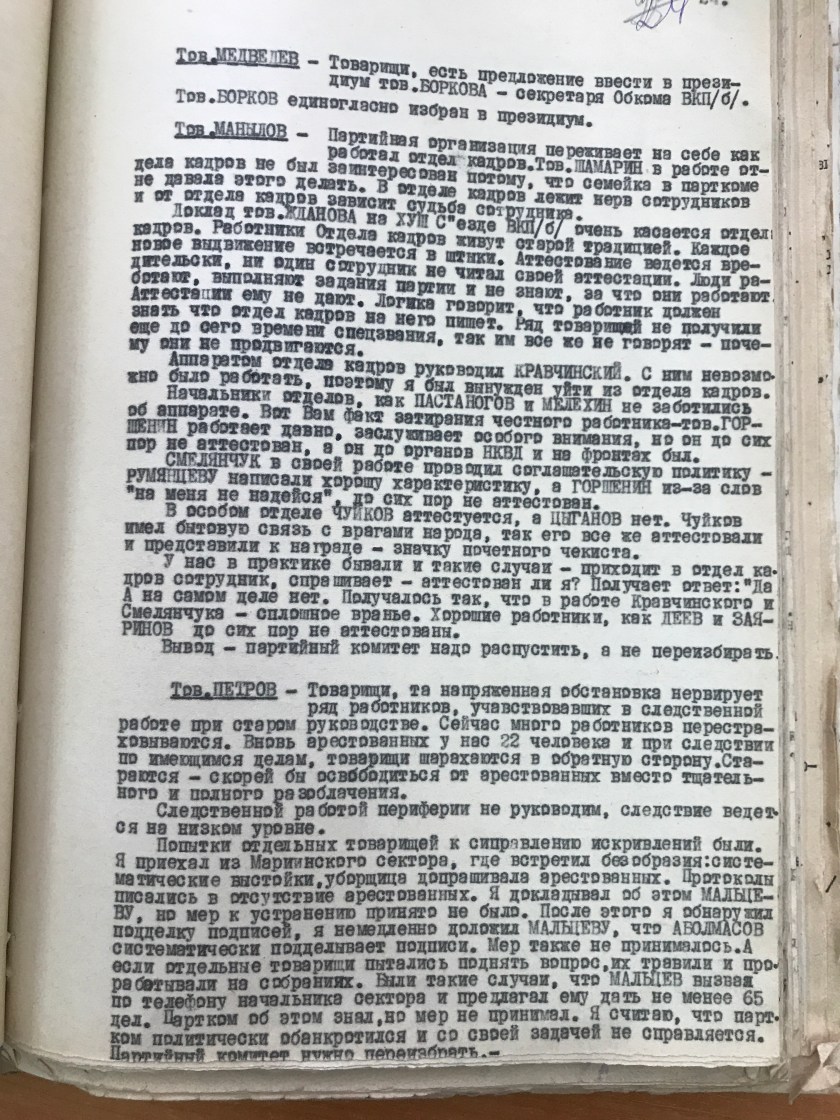 24.
Тов.МЕДВЕДЕВ - Товарищи, есть предложение ввести в прези-
диум тов.БОРКОВА - секретаря Обкома ВКП/б/.
Тов.БОРКОВ единогласно избран в президиум.
Тов.МАНЫЛОВ - Партийная организация переживает на себе как
работал отдел кадров.Тов.ШАМАРИН в работе от-
дела кадров не был заинтересован потому, что семейка в парткоме
не давала этого делать. В отделе кадров лежит нерв сотрудников
и от отдела кадров зависит судьба сотрудника.
Доклад тов.ЖДАНОВА на ХУШ С"езде ВКП/б/ очень касается отдел
кадров. Работники Отдела кадров живут старой традицией. Каждое
новое выдвижение встречается в штыки. Аттестование ведется вре-
дительски, ни один сотрудник не читал своей аттестации. Люди ра-
ботают, выполняют задания партии и не знают, за что они работают.
Аттестации ему не дают. Логика говорит, что работник должен
знать что отдел кадров на него пишет. Ряд товарищей не получили
еще до сего времени спецзвания, так им все же не говорят - поче-
му они не продвигаются.
Аппаратом отдела кадров руководил КРАВЧИНСКИЙ. С ним невозмо-
жно было работать, поэтому я был вынужден уйти из отдела кадров.
Начальники отделов, как ПАСТАНОГОВ и МЕЛЕХИН не заботились
об аппарате. Вот Вам факт затирания честного работника-тов.ГОР-
ШЕНИН работает давно, заслуживает особого внимания, но он до сих
пор не аттестован, а он до органов НКВД и на фронтах был.
СМЕЛЯНЧУК в своей работе проводил соглашательскую политику -
РУМЯНЦЕВУ написали хорошу характеристику, а ГОРШЕНИН из-за слов
"на меня не надейся", до сих пор не аттестован.
В особом отделе ЧУЙКОВ аттестуется, а ЦЫГАНОВ нет. Чуйков
имел бытовую связь с врагами народа, так его все же аттестовали
и представили к награде - значку почетного чекиста.
У нас в практике бывали и такие случаи - приходит в отдел ка-
дров сотрудник, спрашивает - аттестован ли я? Получает ответ:"Да
А на самом деле нет. Получалось так, что в работе Кравчинского и
Смелянчука - сплошное вранье. Хорошие работники, как ДЕЕВ и ЗАЯ-
РИНОВ до сих пор не аттестованы.
Вывод - партийный комитет надо распустить, а не переизбирать.
Тов.ПЕТРОВ - Товарищи, та напряженная обстановка нервирует
ряд работников, учавствовавших в следственной
работе при старом руководстве. Сейчас много работников перестра-
ховываются. Вновь арестованных у нас 22 человека и при следствии
по имеющимся делам, товарищи шарахаются в обратную сторону.Ста-
раются - скорей бы освободиться от арестованных вместо тщатель-
ного и полного разоблачения.
Следственной работой периферии не руководим, следствие ведет-
ся на низком уровне.
Попытки отдельных товарищей к сиправлению искривлений были.
Я приехал из Мариинского сектора, где встретил безобразия:систе-
матические выстойки,уборщица допрашивала арестованных. Протоколы
писались в отсутствие арестованных. Я докладывал об этом МАЛЬЦЕ-
ВУ, но мер к устранению принято не было. После этого я обнаружил
подделку подписей, я немедленно доложил МАЛЬЦЕВУ, что АБОЛМАСОВ
систематически подделывает подписи. Мер также не принималось.А
если отдельные товарищи пытались поднять вопрос,их травили и про-
рабатывали на собраниях. Были такие случаи, что МАЛЬЦЕВ вызвал
по телефону начальника сектора и предлагал ему дать не менее 65
дел. Партком об этом знал,но мер не принимал. Я считаю, что парт-
ком политически обанкротился и со своей задачей не справляется.
Партийный комитет нужно переизбрать.-